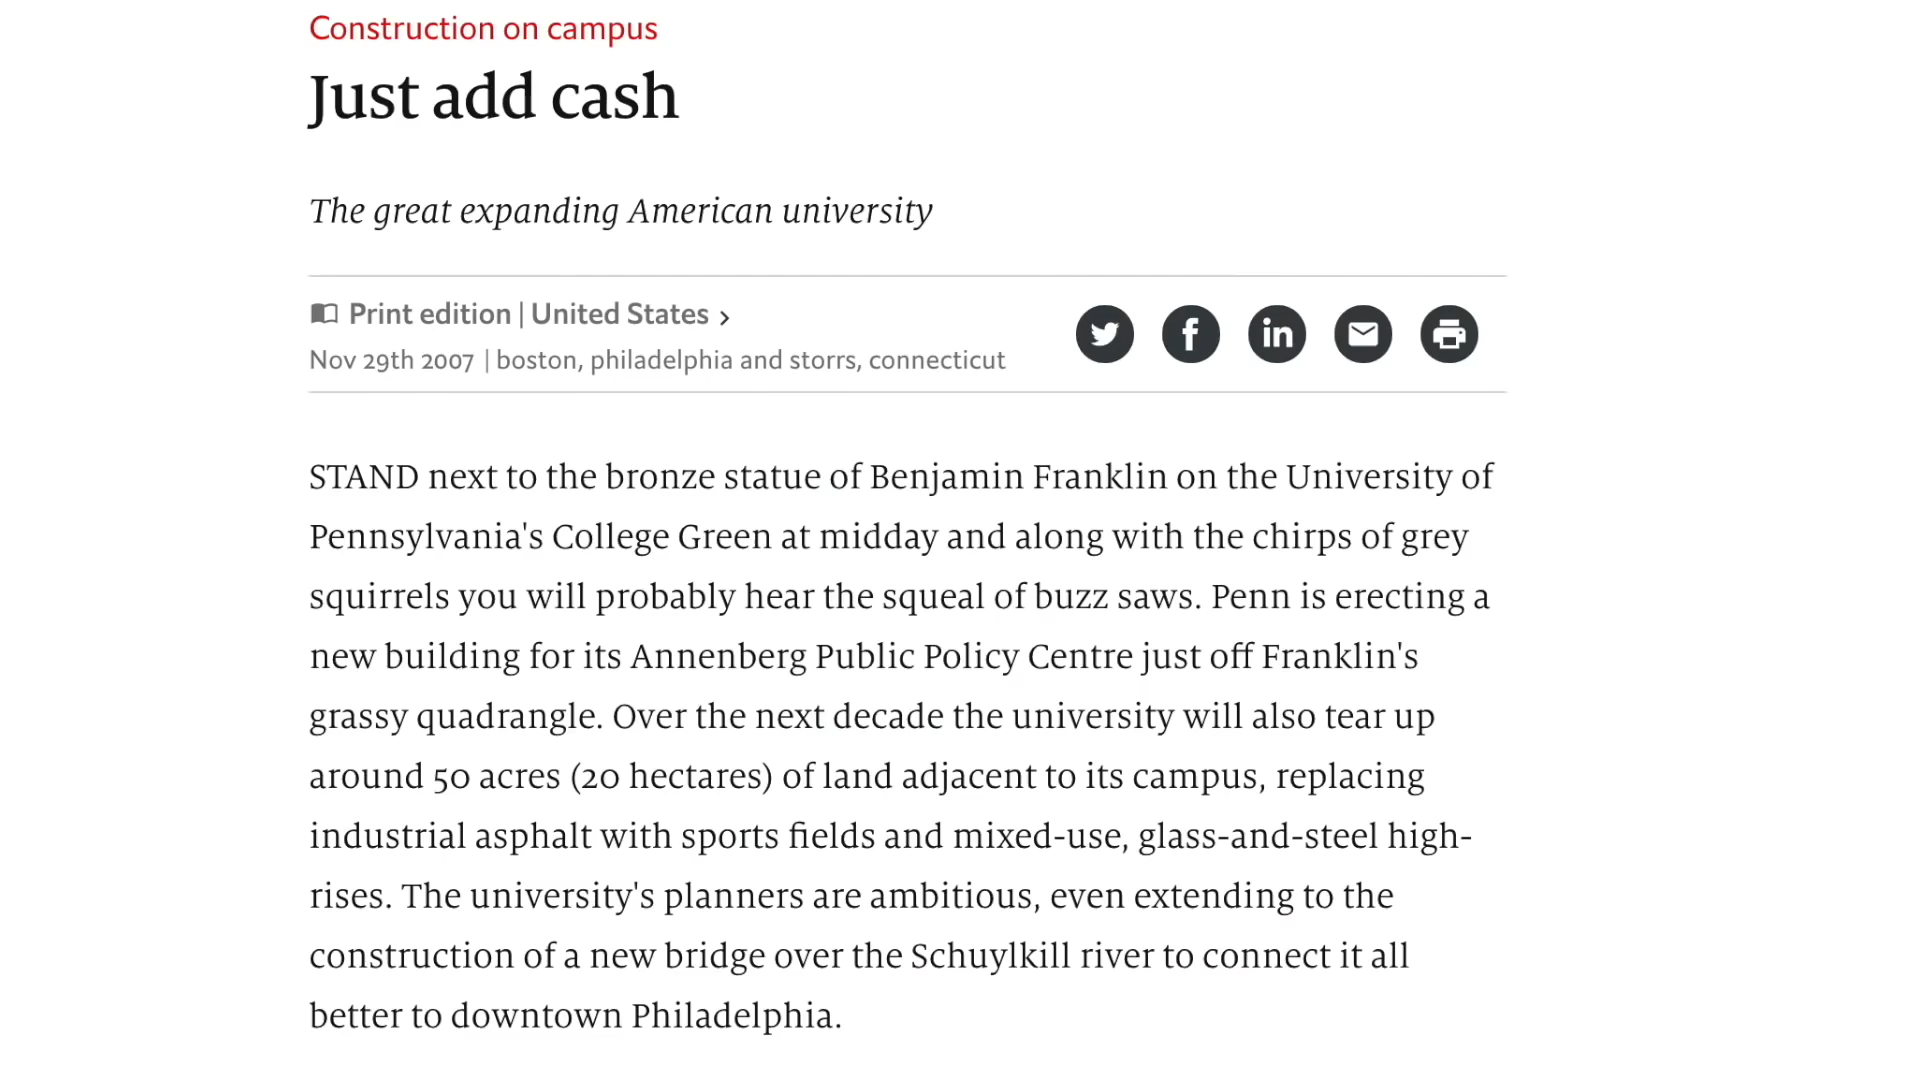 Construction on campus
Just add cash
The great expanding American university
Print edition | United States ›
Nov 29th 2007 | boston, philadelphia and storrs, connecticut
STAND next to the bronze statue of Benjamin Franklin on the University of
Pennsylvania's College Green at midday and along with the chirps of grey
squirrels you will probably hear the squeal of buzz saws. Penn is erecting a
new building for its Annenberg Public Policy Centre just off Franklin's
grassy quadrangle. Over the next decade the university will also tear up
around 50 acres (20 hectares) of land adjacent to its campus, replacing
industrial asphalt with sports fields and mixed-use, glass-and-steel high-
rises. The university's planners are ambitious, even extending to the
construction of a new bridge over the Schuylkill river to connect it all
better to downtown Philadelphia.